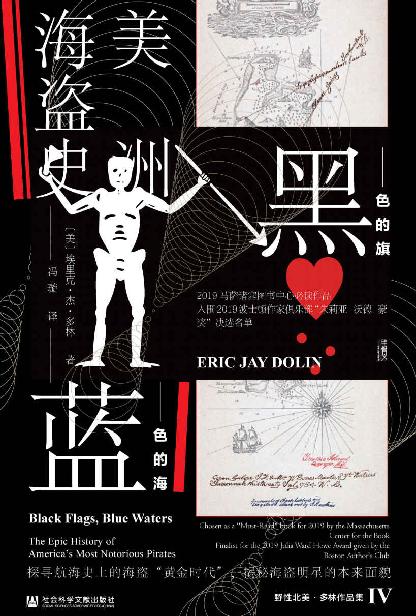 美洲
海盗史
黑
色的旗
〔美〕埃里克·杰·多林 著
冯璇 译
2019 马萨诸塞图书中心必读作品
入围2019波士顿作家俱乐部“朱莉亚·沃德·豪
奖”决选名单
ERIC JAY DOLIN
蓝
色的海
Black Flags, Blue Waters
The Epic History of
America's Most Notorious Pirates
Chosen as a "Must-Read" book for 2019 by the Massachusetts
Center for the Book
Finalist for the 2019 Julia Ward Howe Award given by the
Boston Author's Club
探寻航海史上的海盗“黄金时代”，揭秘海盗明星的本来面貌
社会科学文献出版社
野性北美·多林作品集 IV